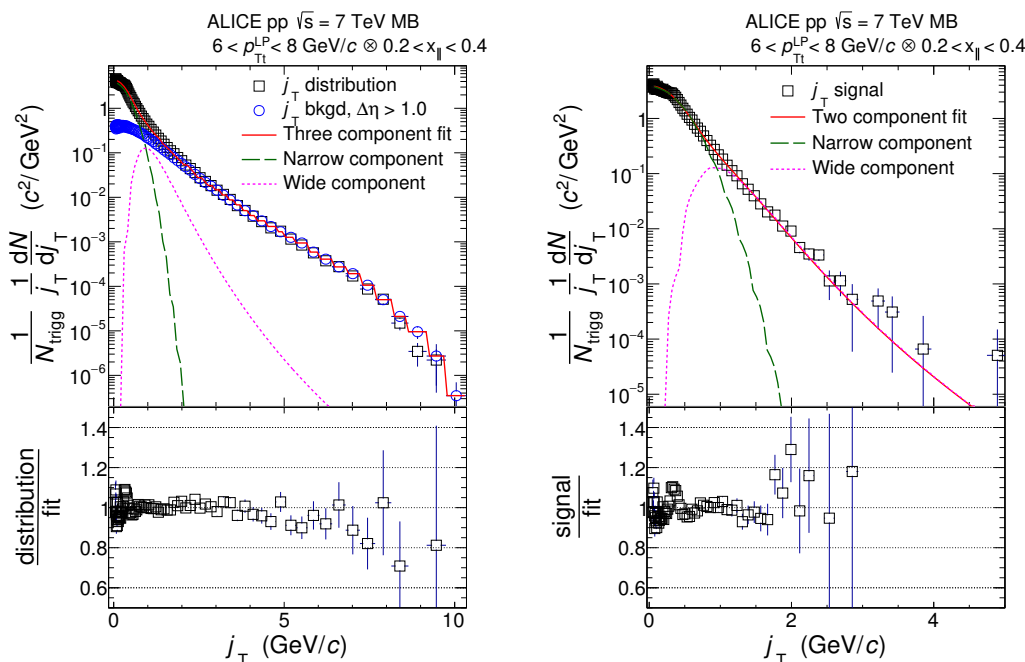 ALICE pp √s = 7 TeV MB
6 < p_Tt^LP < 8 GeV/c ⊗ 0.2 < x_∥ < 0.4
j_T distribution
j_T bkgd, Δη > 1.0
Three component fit
Narrow component
Wide component
1/N_trigg 1/j_T dN/dj_T (c²/GeV²)
1
10⁻¹
10⁻²
10⁻³
10⁻⁴
10⁻⁵
10⁻⁶
distribution/fit
1.4
1.2
1
0.8
0.6
0 5 10
j_T (GeV/c)
ALICE pp √s = 7 TeV MB
6 < p_Tt^LP < 8 GeV/c ⊗ 0.2 < x_∥ < 0.4
j_T signal
Two component fit
Narrow component
Wide component
1/N_trigg 1/j_T dN/dj_T (c²/GeV²)
1
10⁻¹
10⁻²
10⁻³
10⁻⁴
10⁻⁵
signal/fit
1.4
1.2
1
0.8
0.6
0 2 4
j_T (GeV/c)